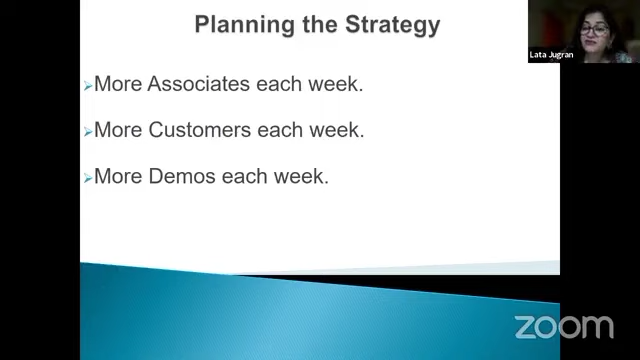 Planning the Strategy
Lata Jugran
More Associates each week.
More Customers each week.
More Demos each week.
zoom